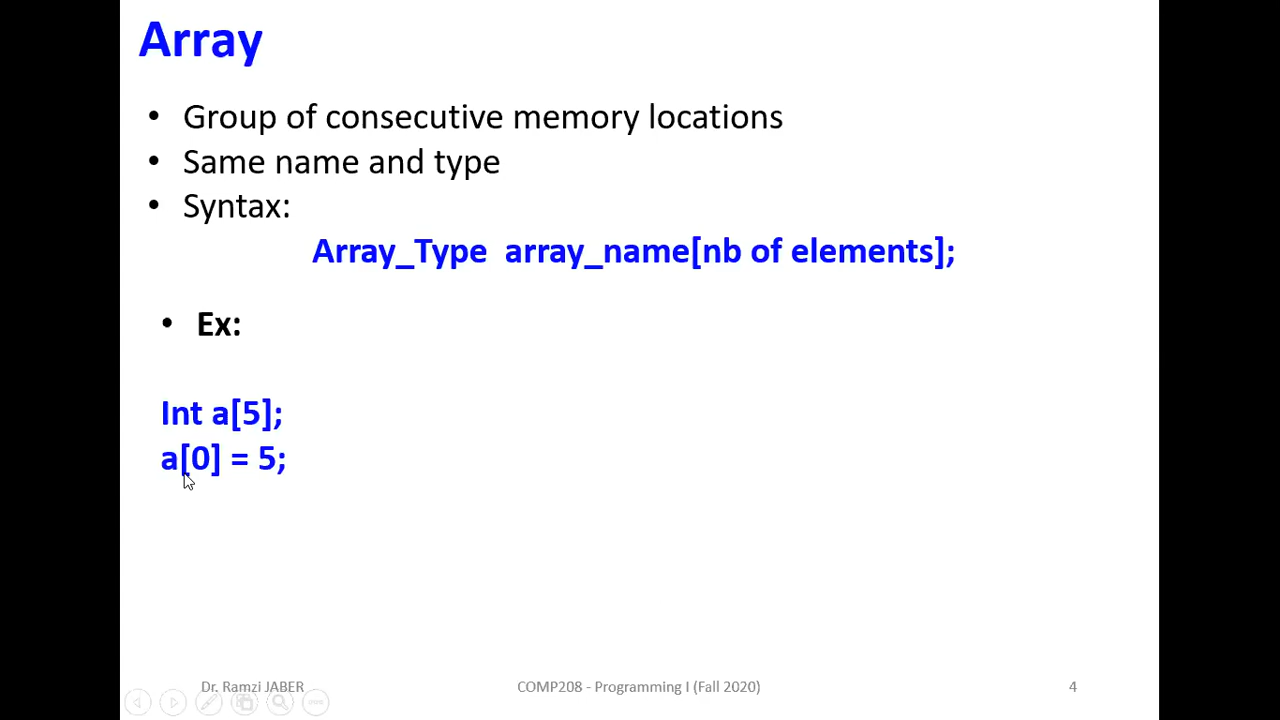 Array
• Group of consecutive memory locations
• Same name and type
• Syntax:
Array_Type array_name[nb of elements];
• Ex:
Int a[5];
a[0] = 5;
Dr. Ramzi JABER
COMP208 - Programming I (Fall 2020)
4